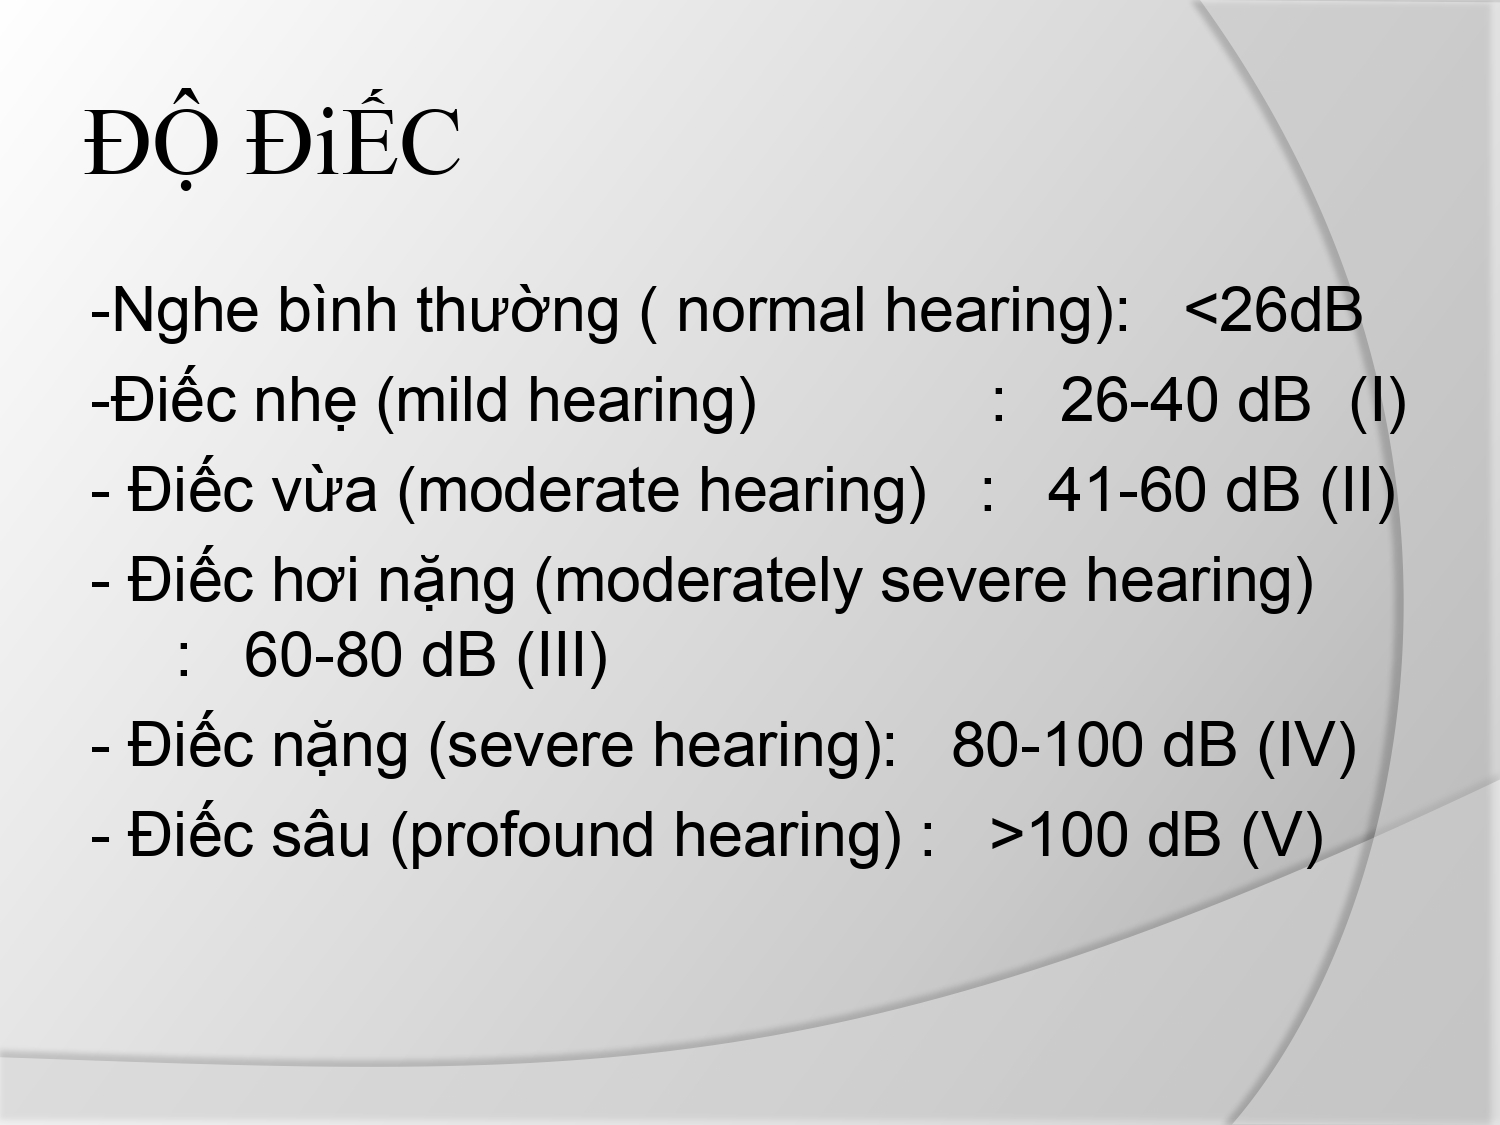 ĐỘ ĐiẾC
-Nghe bình thường ( normal hearing): <26dB
-Điếc nhẹ (mild hearing) : 26-40 dB (I)
- Điếc vừa (moderate hearing) : 41-60 dB (II)
- Điếc hơi nặng (moderately severe hearing)
: 60-80 dB (III)
- Điếc nặng (severe hearing): 80-100 dB (IV)
- Điếc sâu (profound hearing) : >100 dB (V)